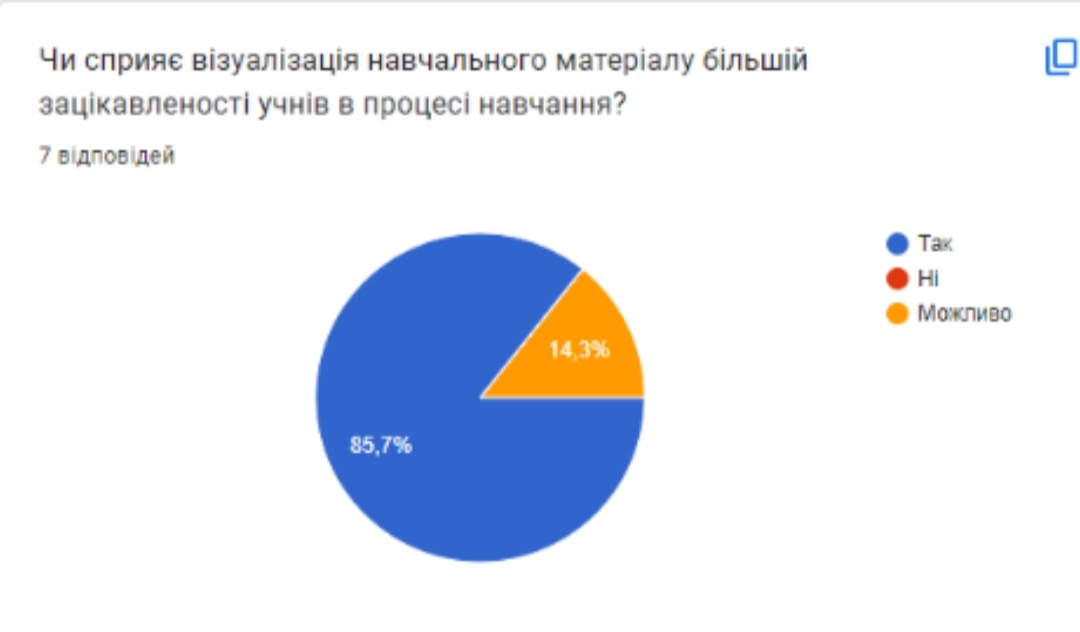 Чи сприяє візуалізація навчального матеріалу більшій
зацікавленості учнів в процесі навчання?
7 відповідей
Так
Ні
Можливо
14,3%
85,7%